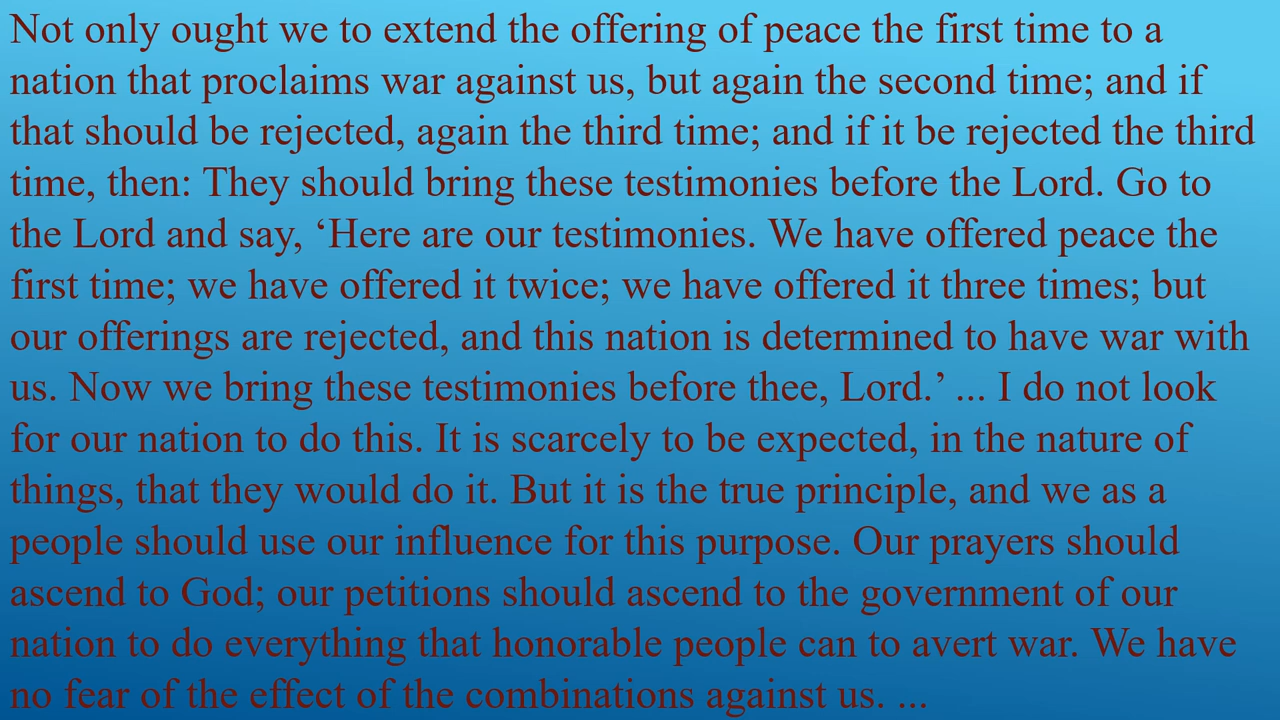 Not only ought we to extend the offering of peace the first time to a
nation that proclaims war against us, but again the second time; and if
that should be rejected, again the third time; and if it be rejected the third
time, then: They should bring these testimonies before the Lord. Go to
the Lord and say, ‘Here are our testimonies. We have offered peace the
first time; we have offered it twice; we have offered it three times; but
our offerings are rejected, and this nation is determined to have war with
us. Now we bring these testimonies before thee, Lord.’ ... I do not look
for our nation to do this. It is scarcely to be expected, in the nature of
things, that they would do it. But it is the true principle, and we as a
people should use our influence for this purpose. Our prayers should
ascend to God; our petitions should ascend to the government of our
nation to do everything that honorable people can to avert war. We have
no fear of the effect of the combinations against us. ...